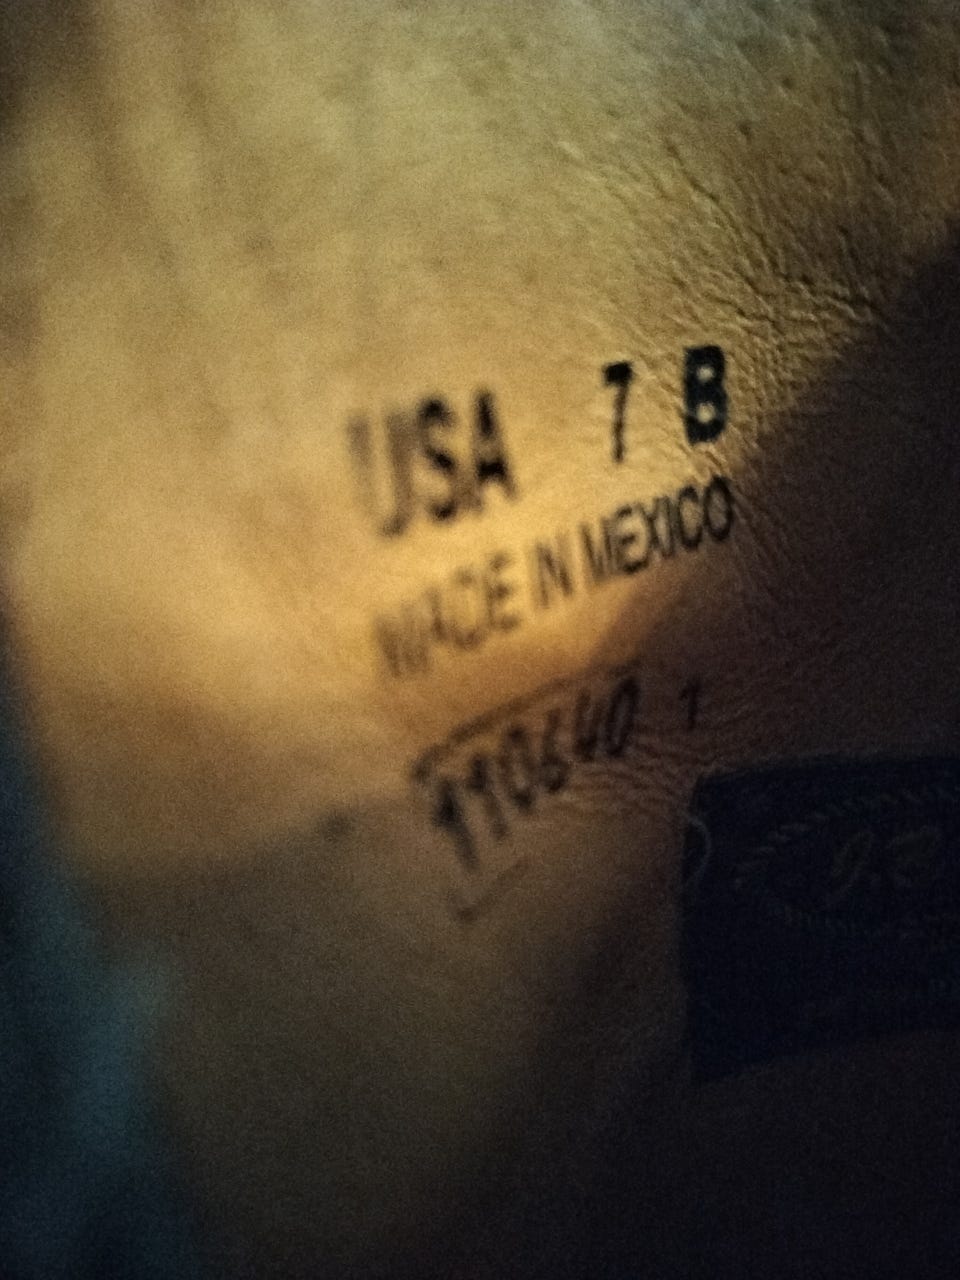 USA 7 B
MADE IN MEXICO
110640 1
J.B